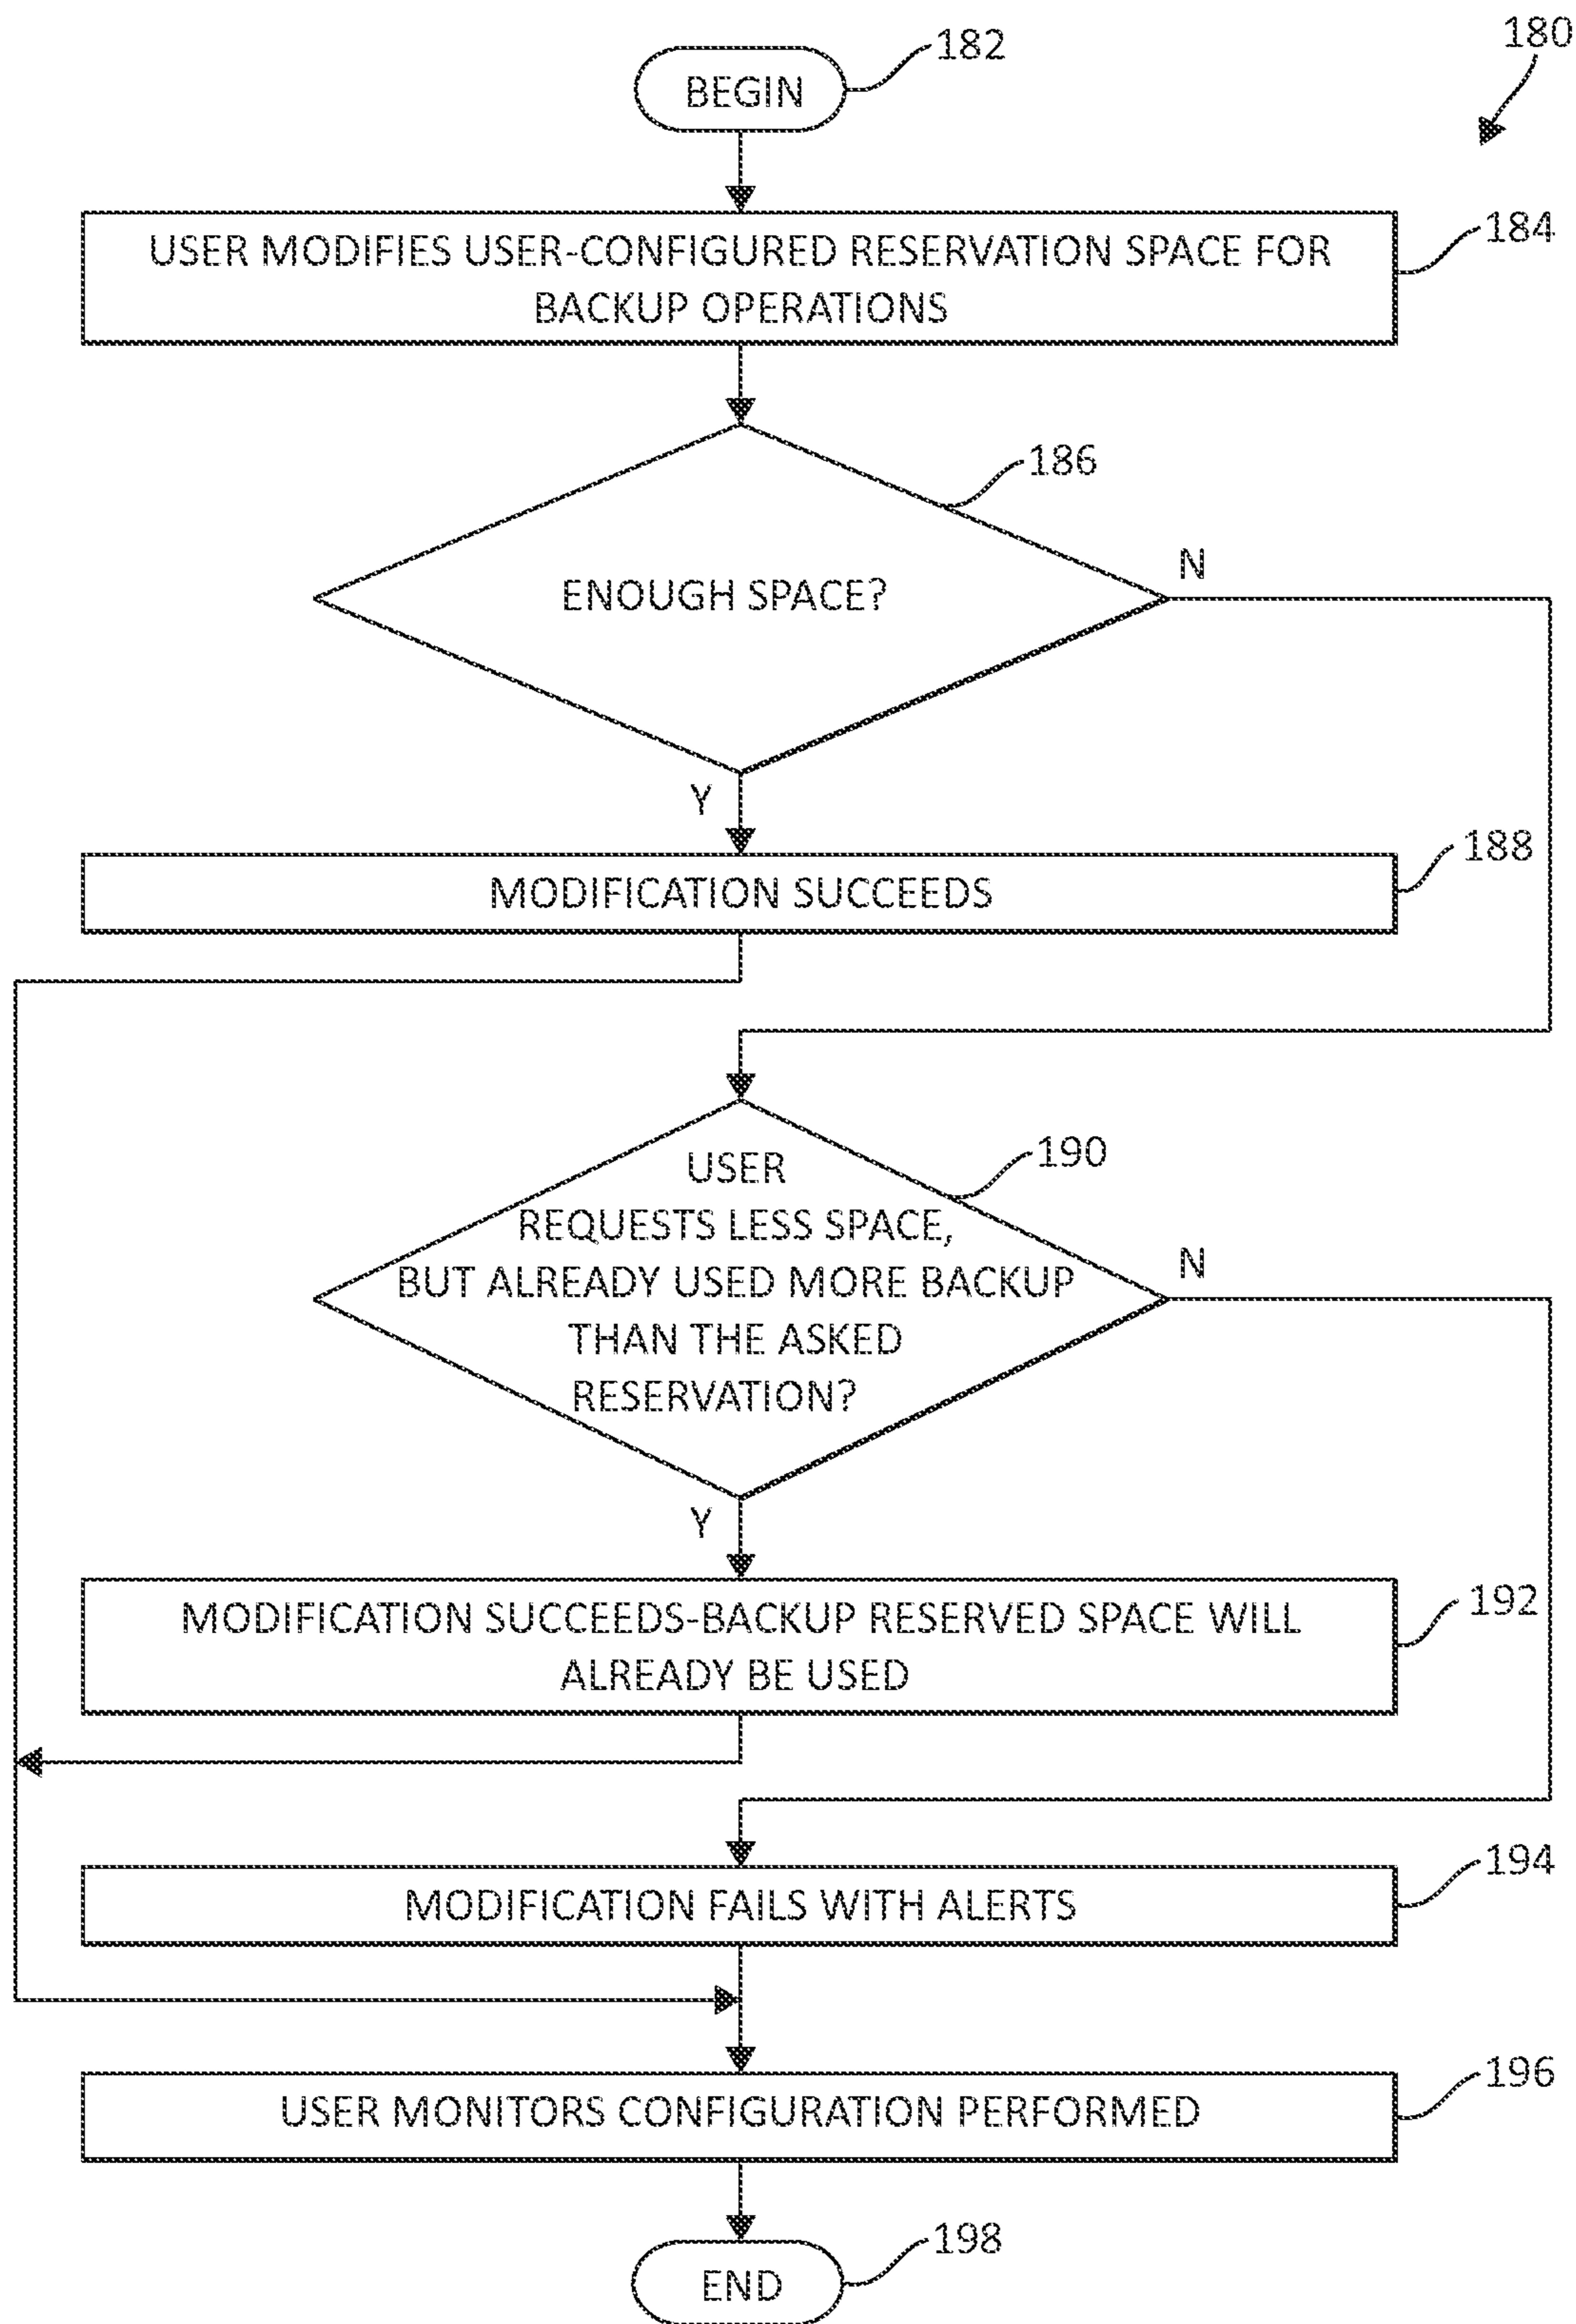 180
182
BEGIN
184
USER MODIFIES USER-CONFIGURED RESERVATION SPACE FOR
BACKUP OPERATIONS
186
N
ENOUGH SPACE?
Y
188
MODIFICATION SUCCEEDS
190
USER
REQUESTS LESS SPACE,
BUT ALREADY USED MORE BACKUP
THAN THE ASKED
RESERVATION?
N
Y
192
MODIFICATION SUCCEEDS-BACKUP RESERVED SPACE WILL
ALREADY BE USED
194
MODIFICATION FAILS WITH ALERTS
196
USER MONITORS CONFIGURATION PERFORMED
198
END